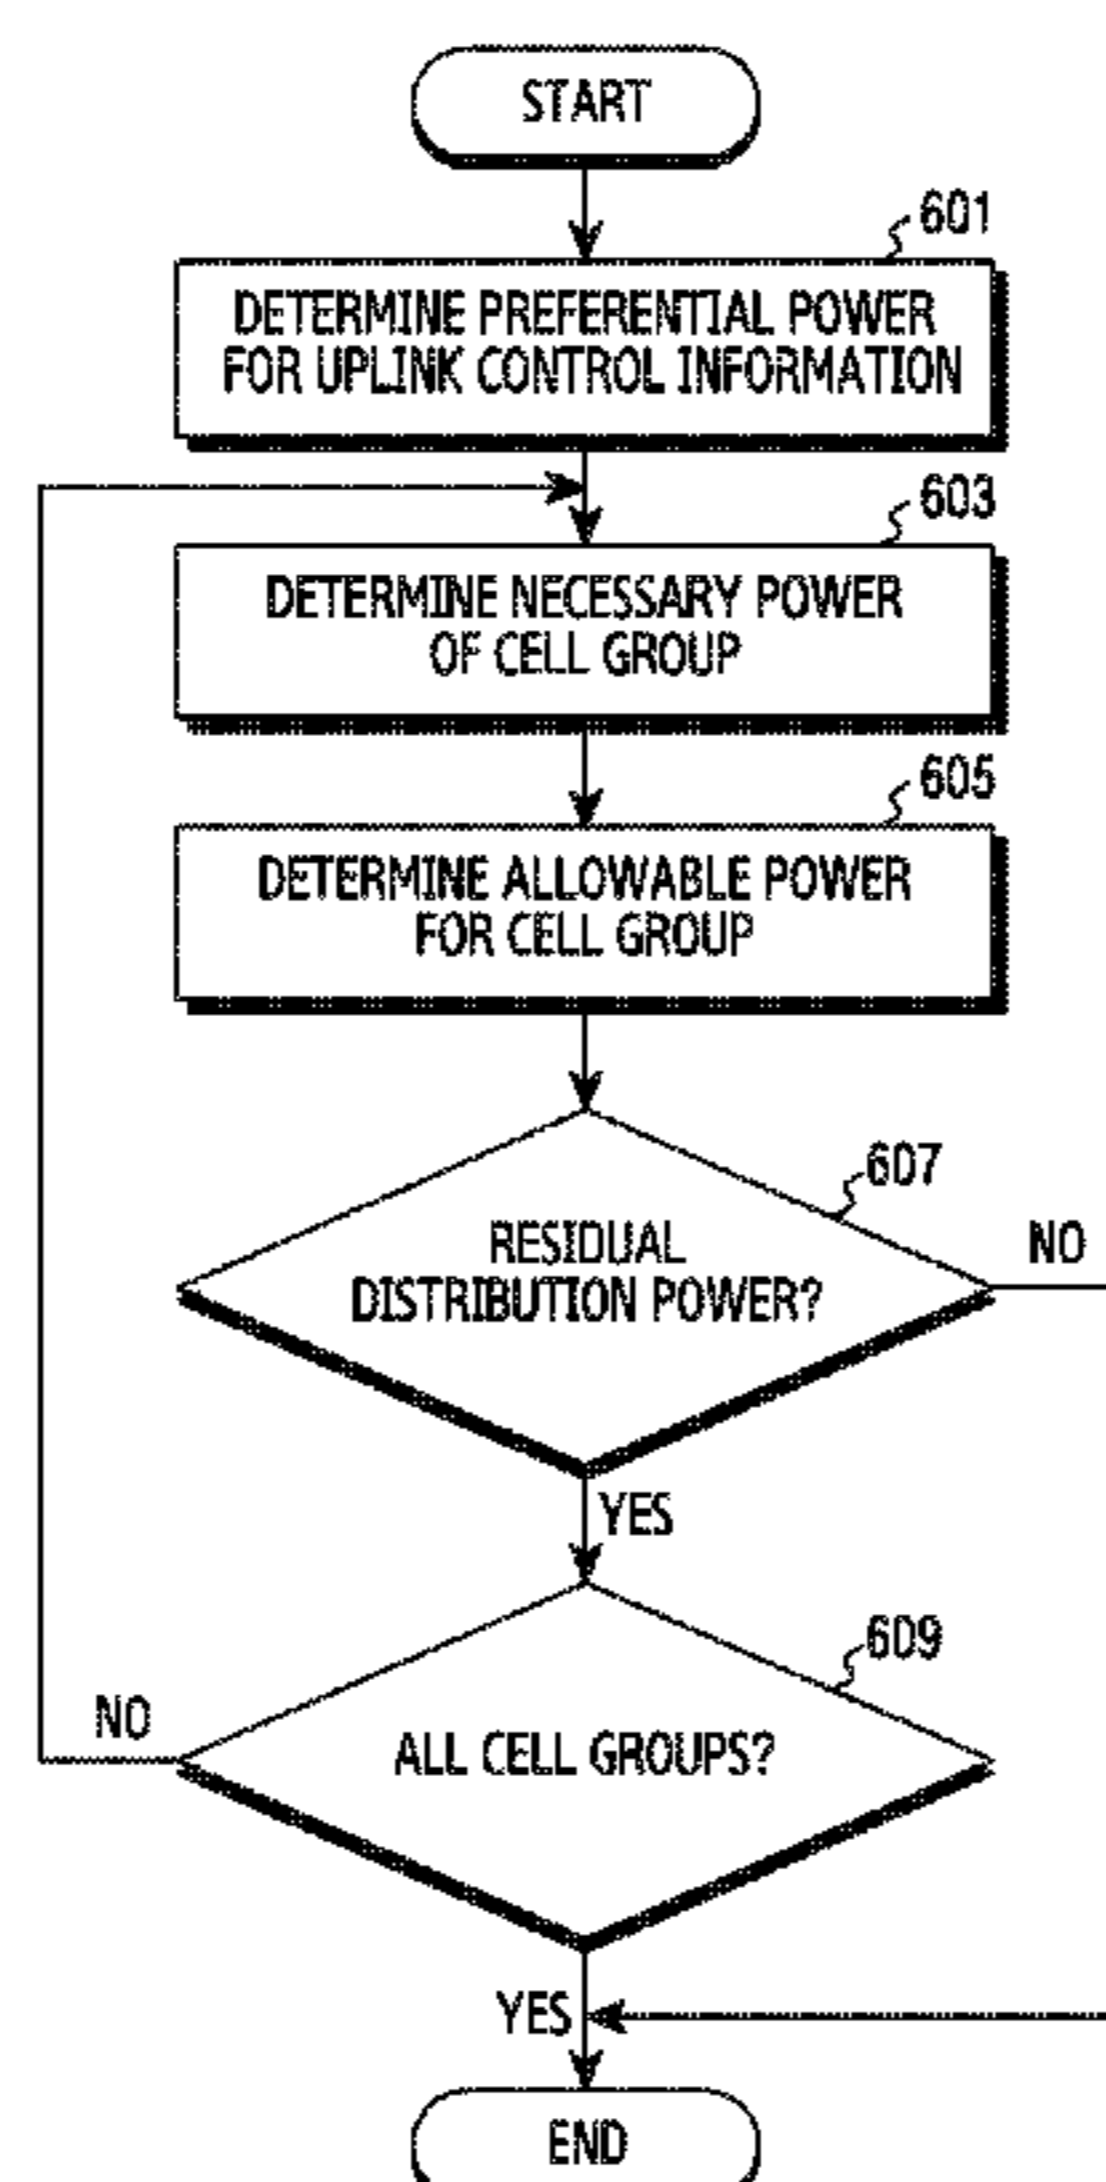 START
601
DETERMINE PREFERENTIAL POWER
FOR UPLINK CONTROL INFORMATION
603
DETERMINE NECESSARY POWER
OF CELL GROUP
605
DETERMINE ALLOWABLE POWER
FOR CELL GROUP
607
RESIDUAL
DISTRIBUTION POWER?
NO
YES
609
ALL CELL GROUPS?
NO
YES
END